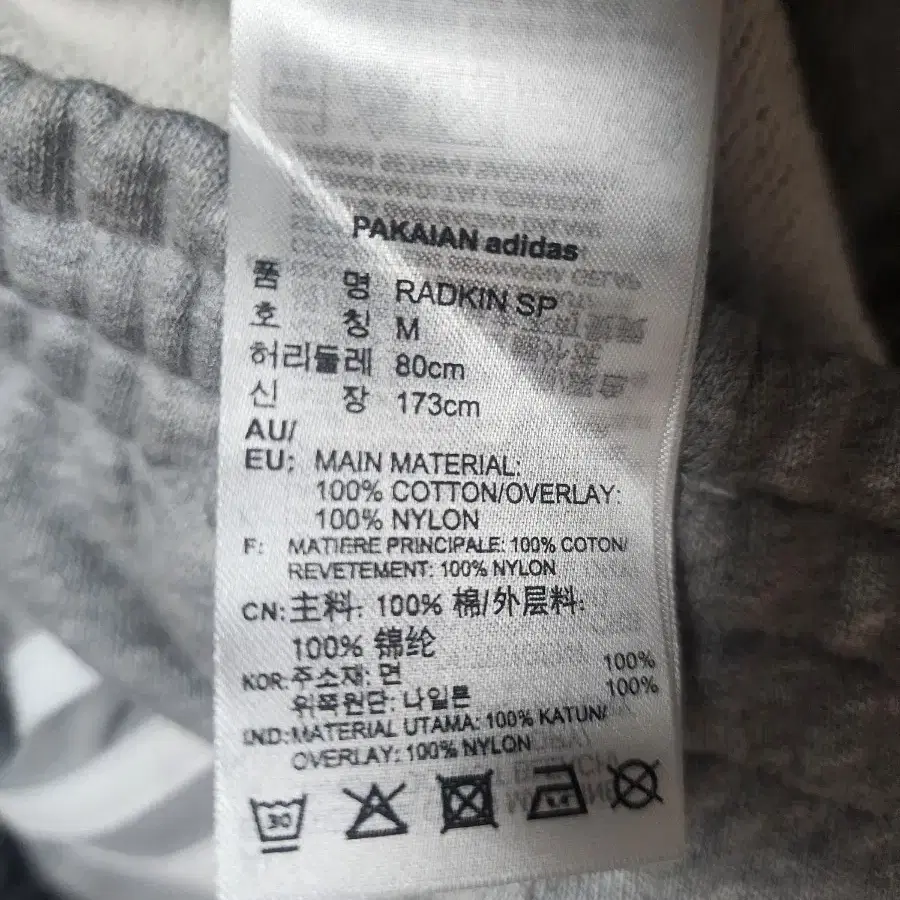 PAKAIAN adidas
품 명 RADKIN SP
호 칭 M
허리둘레 80cm
신 장 173cm
AU/
EU: MAIN MATERIAL:
100% COTTON/OVERLAY:
100% NYLON
F: MATIERE PRINCIPALE: 100% COTON/
REVETEMENT: 100% NYLON
CN: 主料: 100% 棉/外层料:
100% 锦纶
KOR: 주소재: 면 100%
위쪽원단: 나일론 100%
IND: MATERIAL UTAMA: 100% KATUN/
OVERLAY: 100% NYLON
30